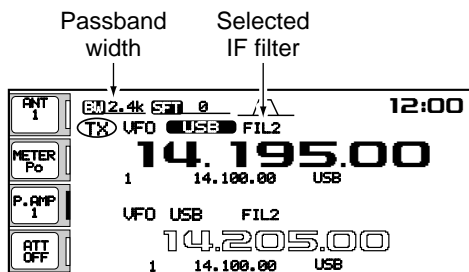 Passband width
Selected IF filter
ANT 1
BW 2.4k SFT 0
12:00
TX VFO USB FIL2
METER Po
14.195.00
1 14.100.00 USB
P.AMP 1
VFO USB FIL2
14.205.00
ATT OFF
1 14.100.00 USB